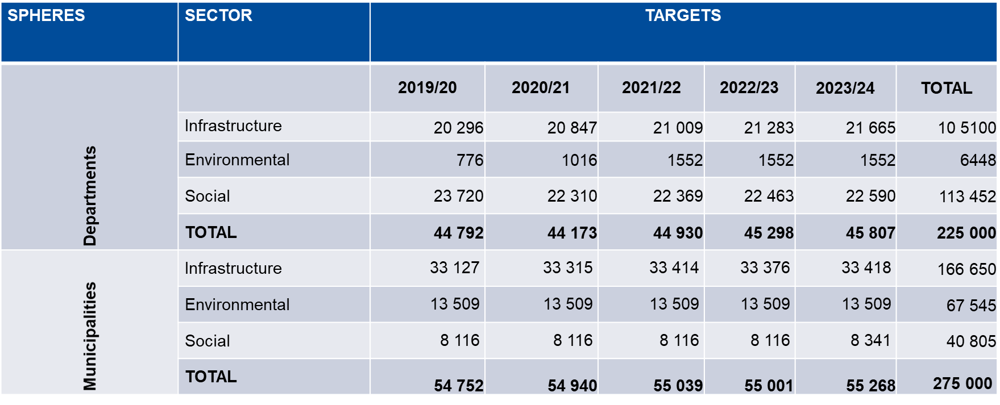 SPHERES SECTOR TARGETS
2019/20 2020/21 2021/22 2022/23 2023/24 TOTAL
Departments
Infrastructure 20 296 20 847 21 009 21 283 21 665 10 5100
Environmental 776 1016 1552 1552 1552 6448
Social 23 720 22 310 22 369 22 463 22 590 113 452
TOTAL 44 792 44 173 44 930 45 298 45 807 225 000
Municipalities
Infrastructure 33 127 33 315 33 414 33 376 33 418 166 650
Environmental 13 509 13 509 13 509 13 509 13 509 67 545
Social 8 116 8 116 8 116 8 116 8 341 40 805
TOTAL 54 752 54 940 55 039 55 001 55 268 275 000